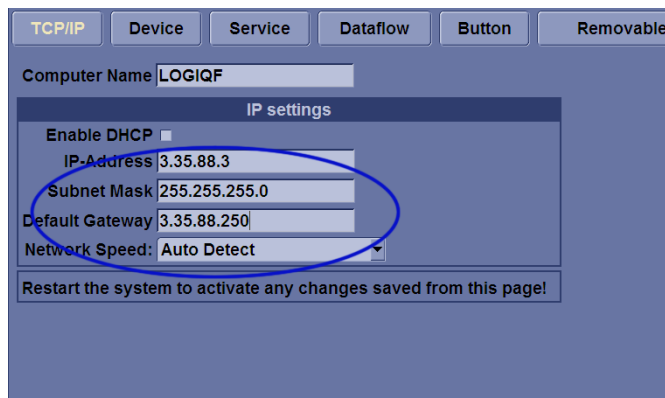 TCP/IP Device Service Dataflow Button Removable
Computer Name LOGIQF
IP settings
Enable DHCP
IP-Address 3.35.88.3
Subnet Mask 255.255.255.0
Default Gateway 3.35.88.250
Network Speed: Auto Detect
Restart the system to activate any changes saved from this page!